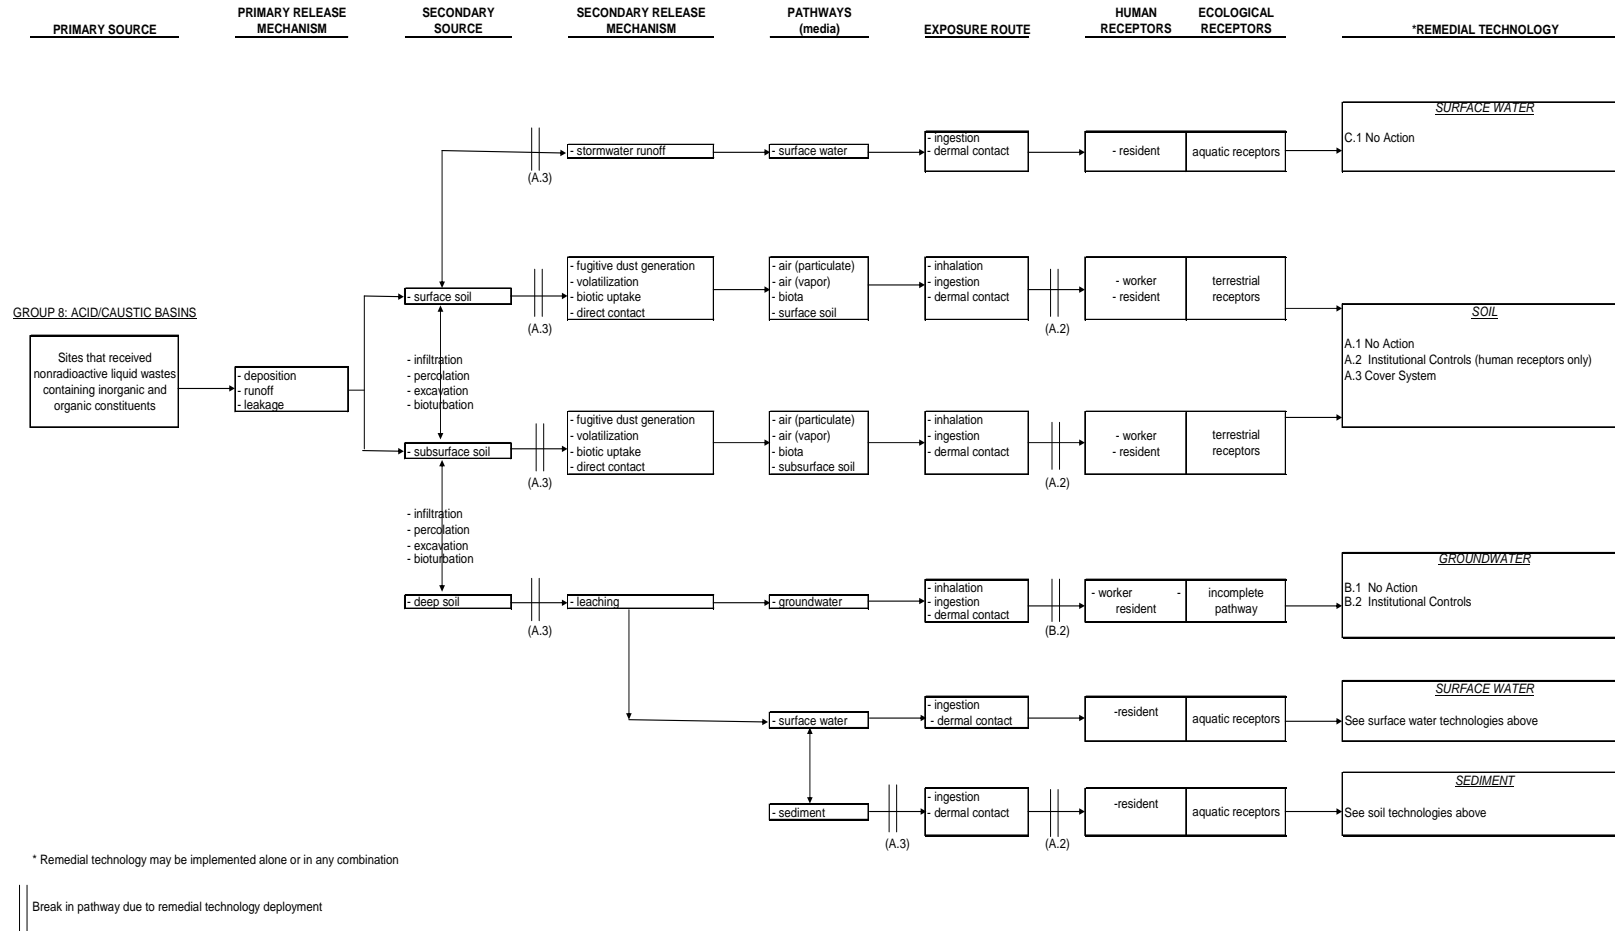 PRIMARY SOURCE
PRIMARY RELEASE
MECHANISM
SECONDARY
SOURCE
SECONDARY RELEASE
MECHANISM
PATHWAYS
(media)
EXPOSURE ROUTE
HUMAN
RECEPTORS
ECOLOGICAL
RECEPTORS
*REMEDIAL TECHNOLOGY
(A.3)
- stormwater runoff
- surface water
- ingestion
- dermal contact
- resident
aquatic receptors
SURFACE WATER
C.1 No Action
GROUP 8: ACID/CAUSTIC BASINS
Sites that received
nonradioactive liquid wastes
containing inorganic and
organic constituents
- deposition
- runoff
- leakage
- surface soil
(A.3)
- fugitive dust generation
- volatilization
- biotic uptake
- direct contact
- air (particulate)
- air (vapor)
- biota
- surface soil
- inhalation
- ingestion
- dermal contact
(A.2)
- worker
- resident
terrestrial
receptors
SOIL
A.1 No Action
A.2 Institutional Controls (human receptors only)
A.3 Cover System
- infiltration
- percolation
- excavation
- bioturbation
- subsurface soil
(A.3)
- fugitive dust generation
- volatilization
- biotic uptake
- direct contact
- air (particulate)
- air (vapor)
- biota
- subsurface soil
- inhalation
- ingestion
- dermal contact
(A.2)
- worker
- resident
terrestrial
receptors
- infiltration
- percolation
- excavation
- bioturbation
- deep soil
(A.3)
- leaching
- groundwater
- inhalation
- ingestion
- dermal contact
(B.2)
- worker -
resident
incomplete
pathway
GROUNDWATER
B.1 No Action
B.2 Institutional Controls
- surface water
- ingestion
- dermal contact
-resident
aquatic receptors
SURFACE WATER
See surface water technologies above
- sediment
(A.3)
- ingestion
- dermal contact
(A.2)
-resident
aquatic receptors
SEDIMENT
See soil technologies above
* Remedial technology may be implemented alone or in any combination
Break in pathway due to remedial technology deployment